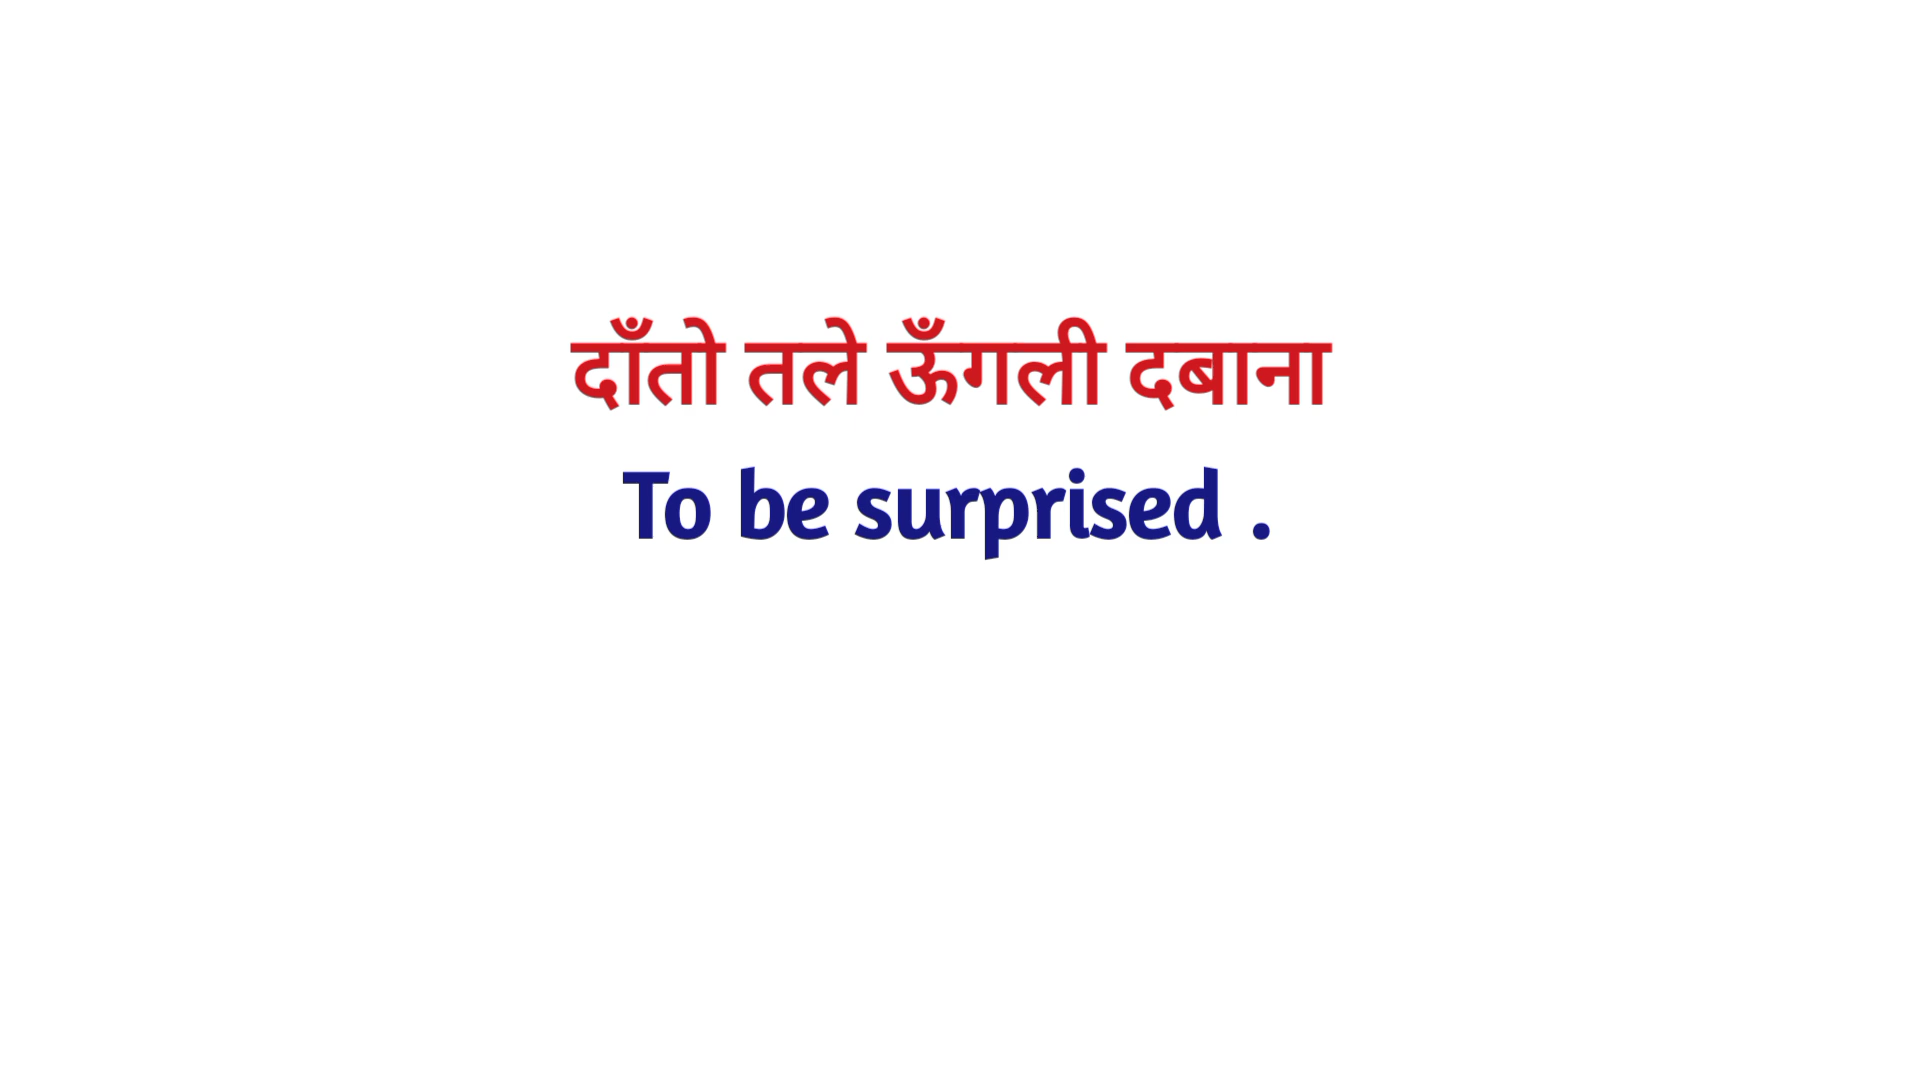 दाँतो तले ऊँगली दबाना
To be surprised .